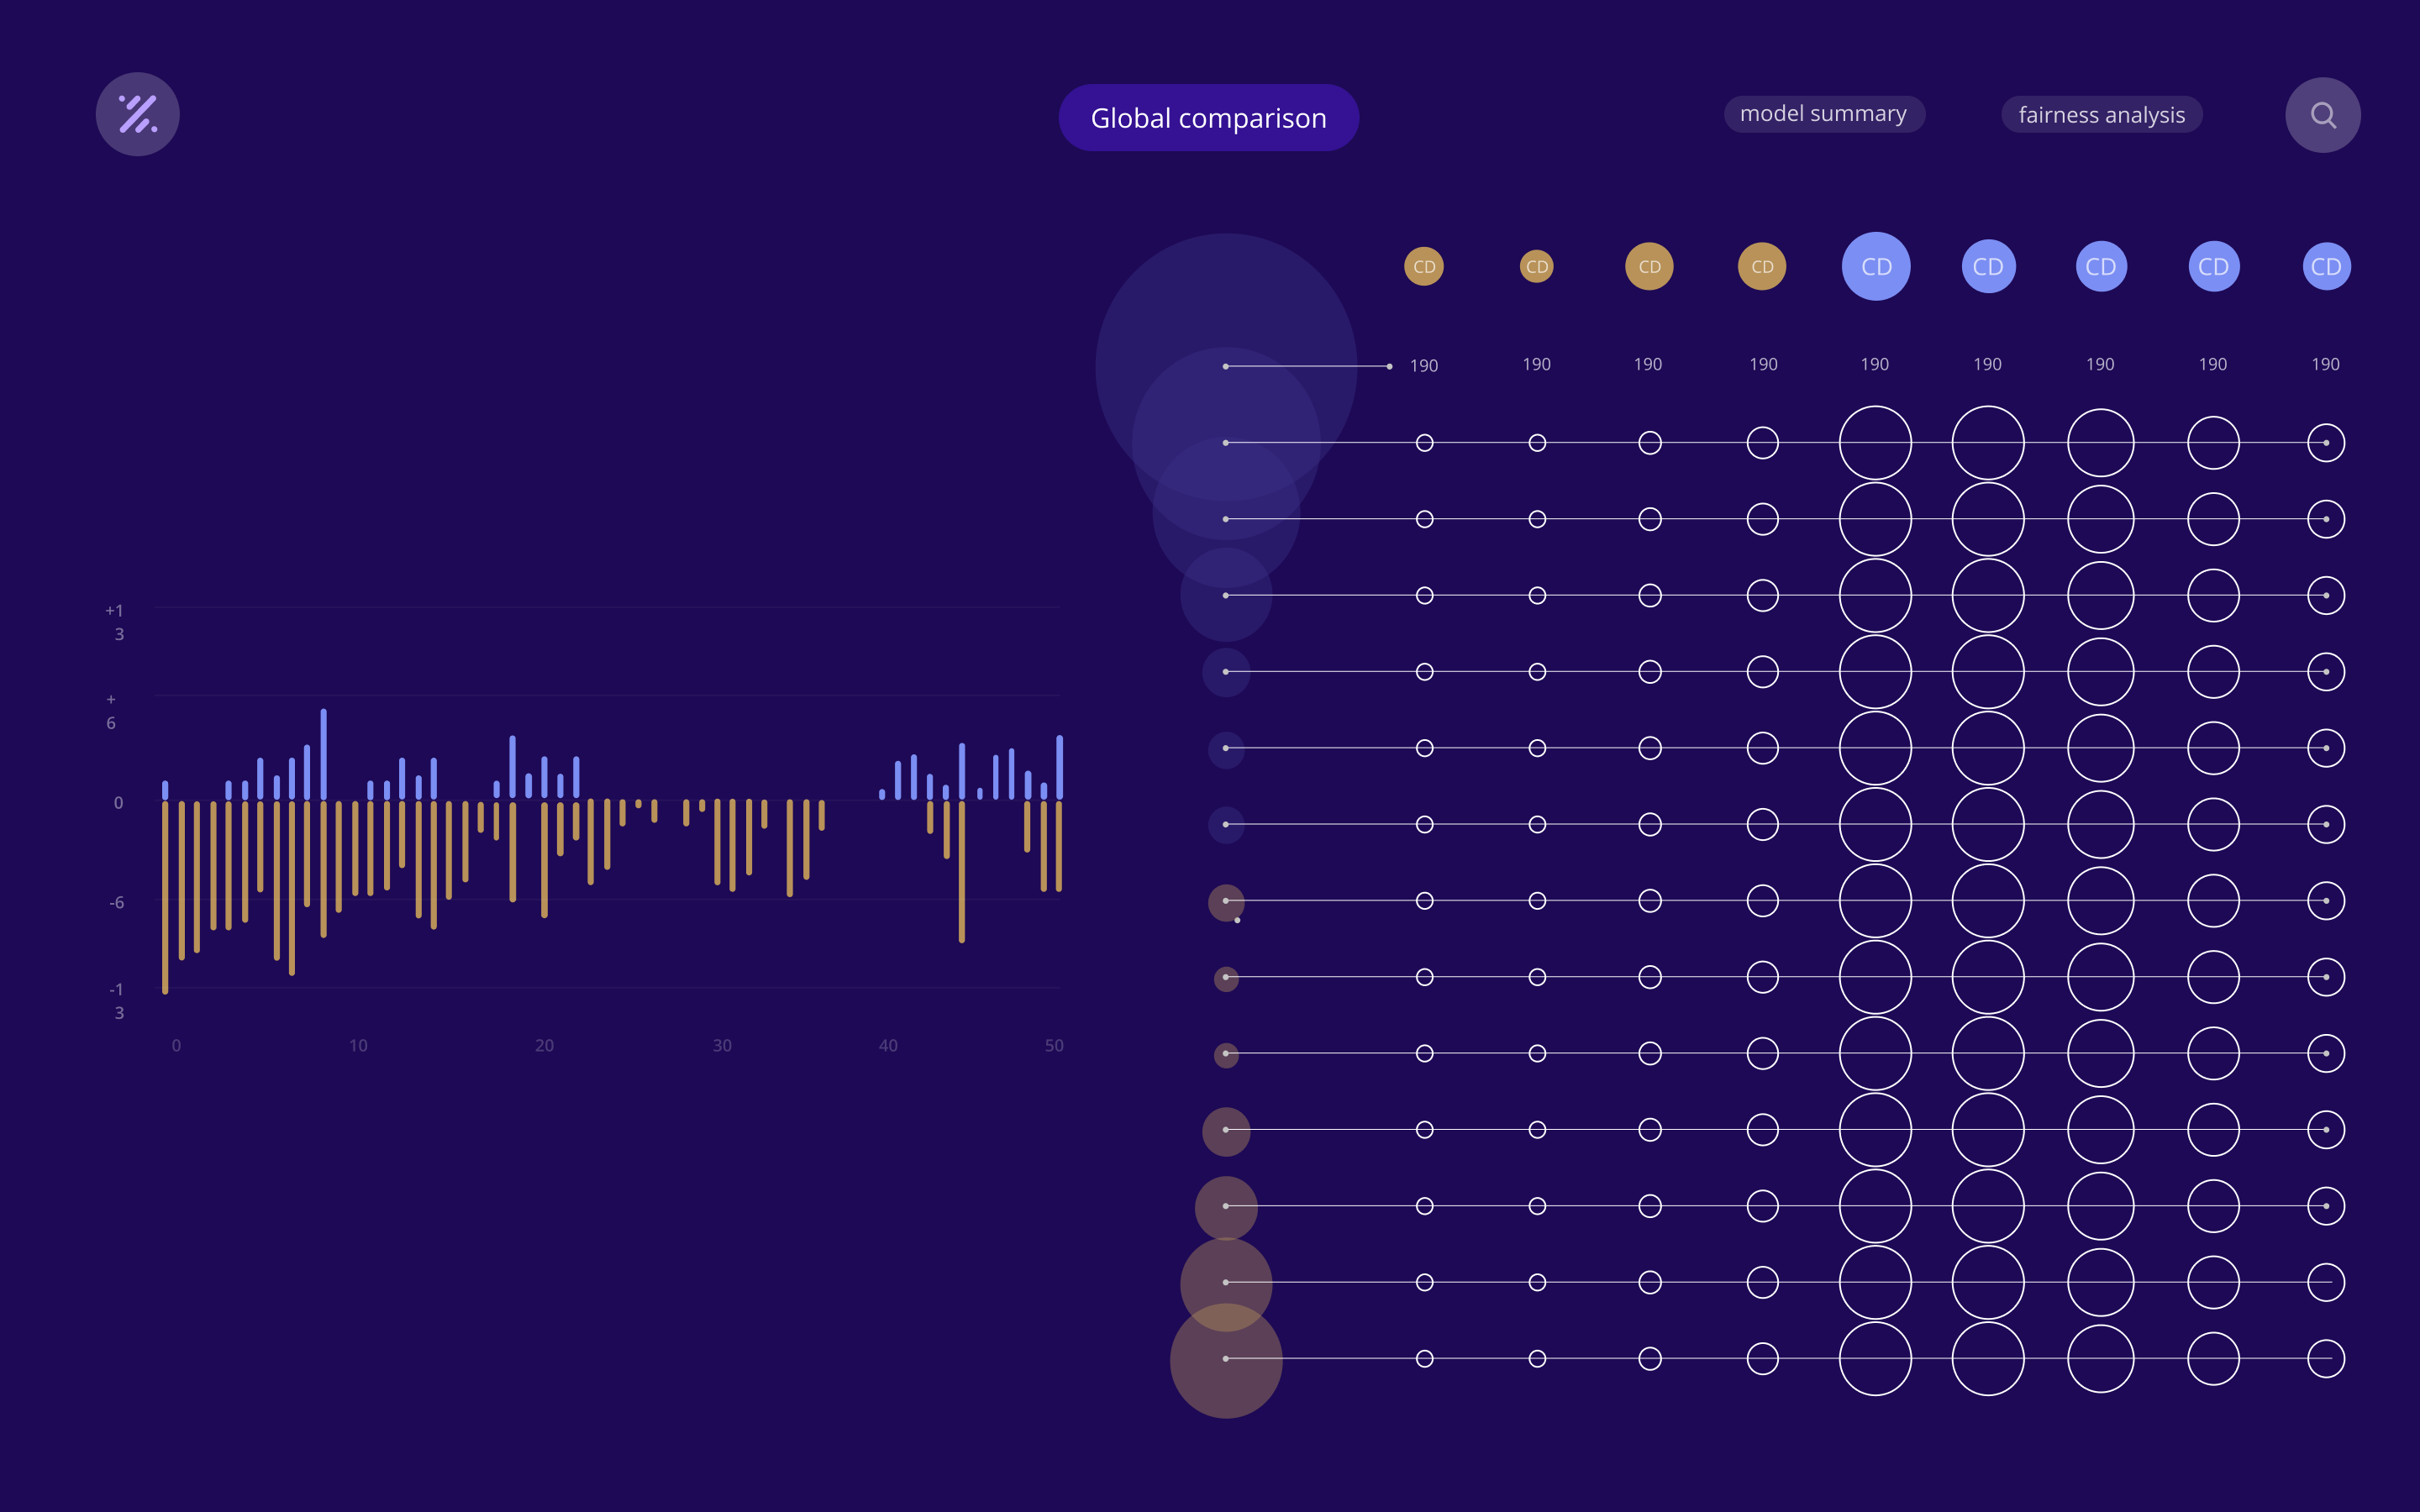 Global comparison
model summary
fairness analysis
CD CD CD CD CD CD CD CD CD
190 190 190 190 190 190 190 190 190
+1
3
+
6
0
-6
-1
3
0 10 20 30 40 50